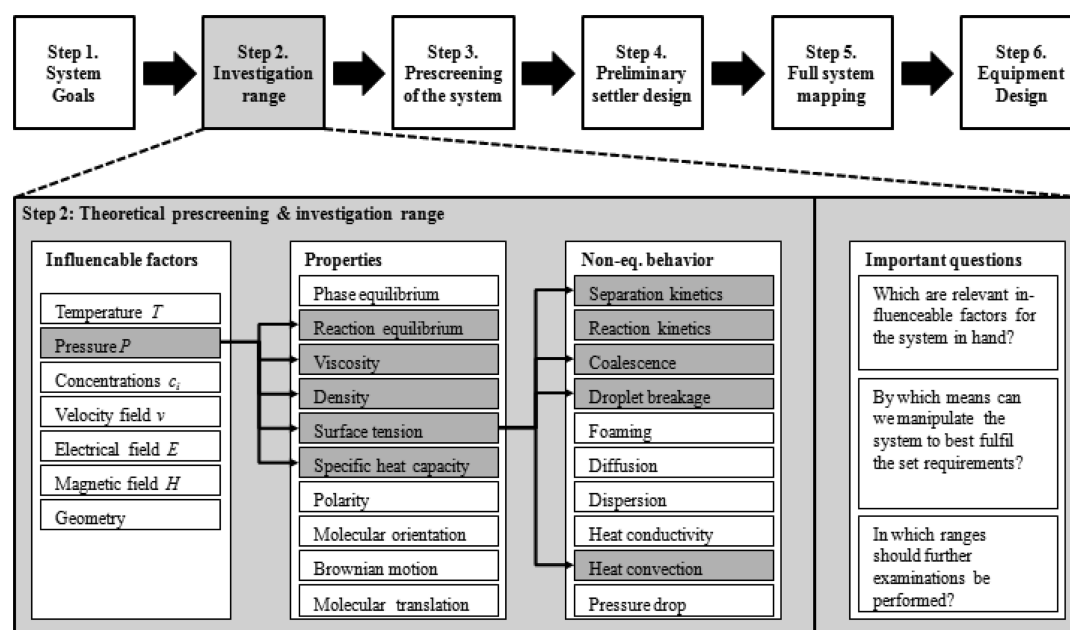 Step 1.
System
Goals
Step 2.
Investigation
range
Step 3.
Prescreening
of the system
Step 4.
Preliminary
settler design
Step 5.
Full system
mapping
Step 6.
Equipment
Design
Step 2: Theoretical prescreening & investigation range
Influencable factors
Temperature T
Pressure P
Concentrations cᵢ
Velocity field v
Electrical field E
Magnetic field H
Geometry
Properties
Phase equilibrium
Reaction equilibrium
Viscosity
Density
Surface tension
Specific heat capacity
Polarity
Molecular orientation
Brownian motion
Molecular translation
Non-eq. behavior
Separation kinetics
Reaction kinetics
Coalescence
Droplet breakage
Foaming
Diffusion
Dispersion
Heat conductivity
Heat convection
Pressure drop
Important questions
Which are relevant in-
fluenceable factors for
the system in hand?
By which means can
we manipulate the
system to best fulfil
the set requirements?
In which ranges
should further
examinations be
performed?